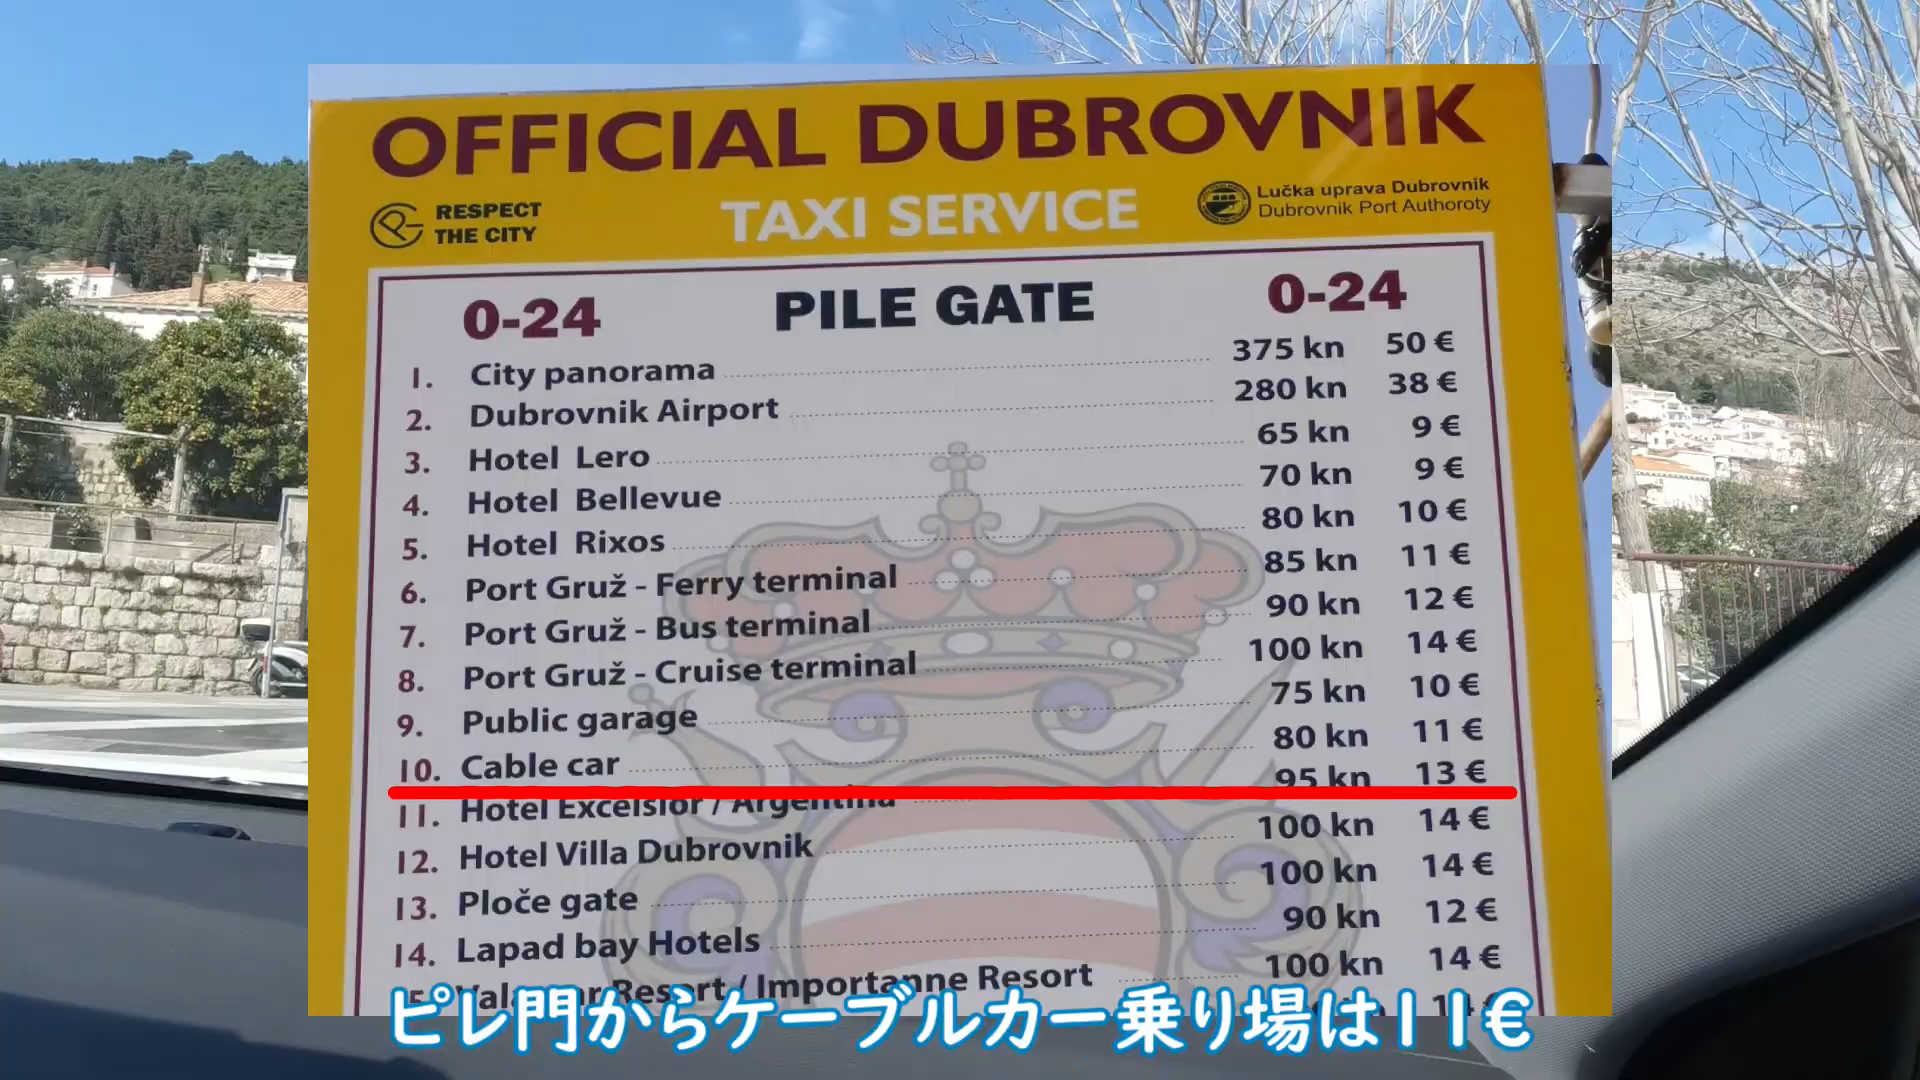 OFFICIAL DUBROVNIK
RESPECT
THE CITY
TAXI SERVICE
Lučka uprava Dubrovnik
Dubrovnik Port Authoroty
0-24 PILE GATE 0-24
1. City panorama 375 kn 50 €
2. Dubrovnik Airport 280 kn 38 €
3. Hotel Lero 65 kn 9 €
4. Hotel Bellevue 70 kn 9 €
5. Hotel Rixos 80 kn 10 €
6. Port Gruž - Ferry terminal 85 kn 11 €
7. Port Gruž - Bus terminal 90 kn 12 €
8. Port Gruž - Cruise terminal 100 kn 14 €
9. Public garage 75 kn 10 €
10. Cable car 80 kn 11 €
11. Hotel Excelsior / Argentina 95 kn 13 €
12. Hotel Villa Dubrovnik 100 kn 14 €
13. Ploče gate 100 kn 14 €
14. Lapad bay Hotels 90 kn 12 €
Resort / Importanne Resort 100 kn 14 €
ピレ門からケーブルカー乗り場は11€